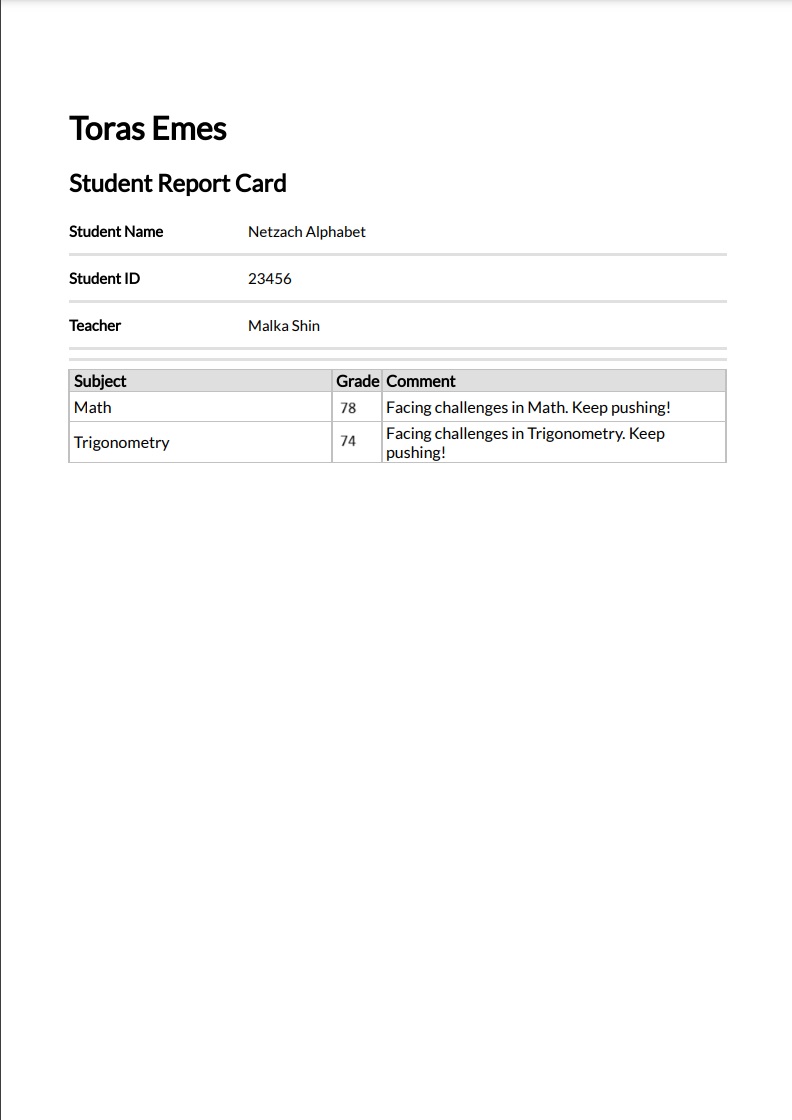 Toras Emes
Student Report Card
Student Name Netzach Alphabet
Student ID 23456
Teacher Malka Shin
Subject Grade Comment
Math 78 Facing challenges in Math. Keep pushing!
Trigonometry 74 Facing challenges in Trigonometry. Keep
pushing!